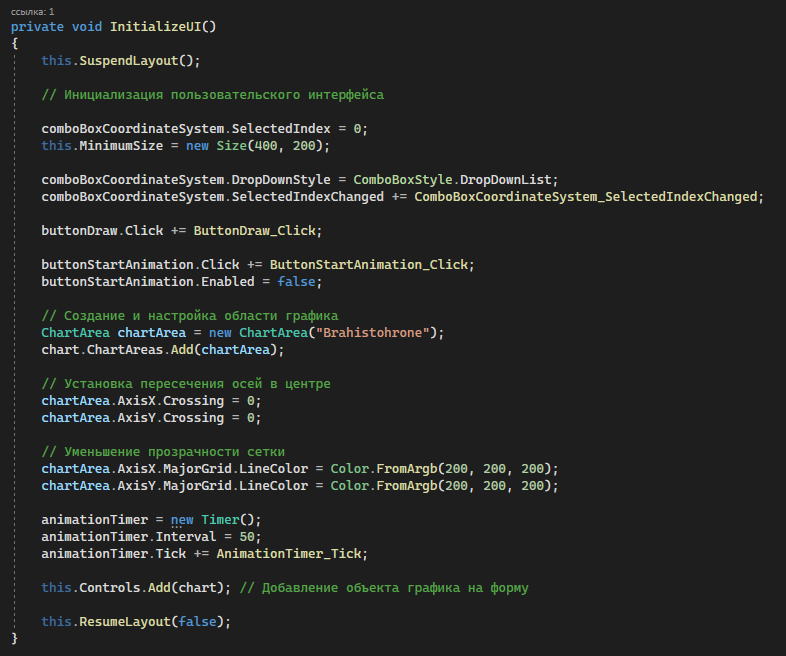 ссылка: 1
private void InitializeUI()
{
this.SuspendLayout();
// Инициализация пользовательского интерфейса
comboBoxCoordinateSystem.SelectedIndex = 0;
this.MinimumSize = new Size(400, 200);
comboBoxCoordinateSystem.DropDownStyle = ComboBoxStyle.DropDownList;
comboBoxCoordinateSystem.SelectedIndexChanged += ComboBoxCoordinateSystem_SelectedIndexChanged;
buttonDraw.Click += ButtonDraw_Click;
buttonStartAnimation.Click += ButtonStartAnimation_Click;
buttonStartAnimation.Enabled = false;
// Создание и настройка области графика
ChartArea chartArea = new ChartArea("Brahistohrone");
chart.ChartAreas.Add(chartArea);
// Установка пересечения осей в центре
chartArea.AxisX.Crossing = 0;
chartArea.AxisY.Crossing = 0;
// Уменьшение прозрачности сетки
chartArea.AxisX.MajorGrid.LineColor = Color.FromArgb(200, 200, 200);
chartArea.AxisY.MajorGrid.LineColor = Color.FromArgb(200, 200, 200);
animationTimer = new Timer();
animationTimer.Interval = 50;
animationTimer.Tick += AnimationTimer_Tick;
this.Controls.Add(chart); // Добавление объекта графика на форму
this.ResumeLayout(false);
}